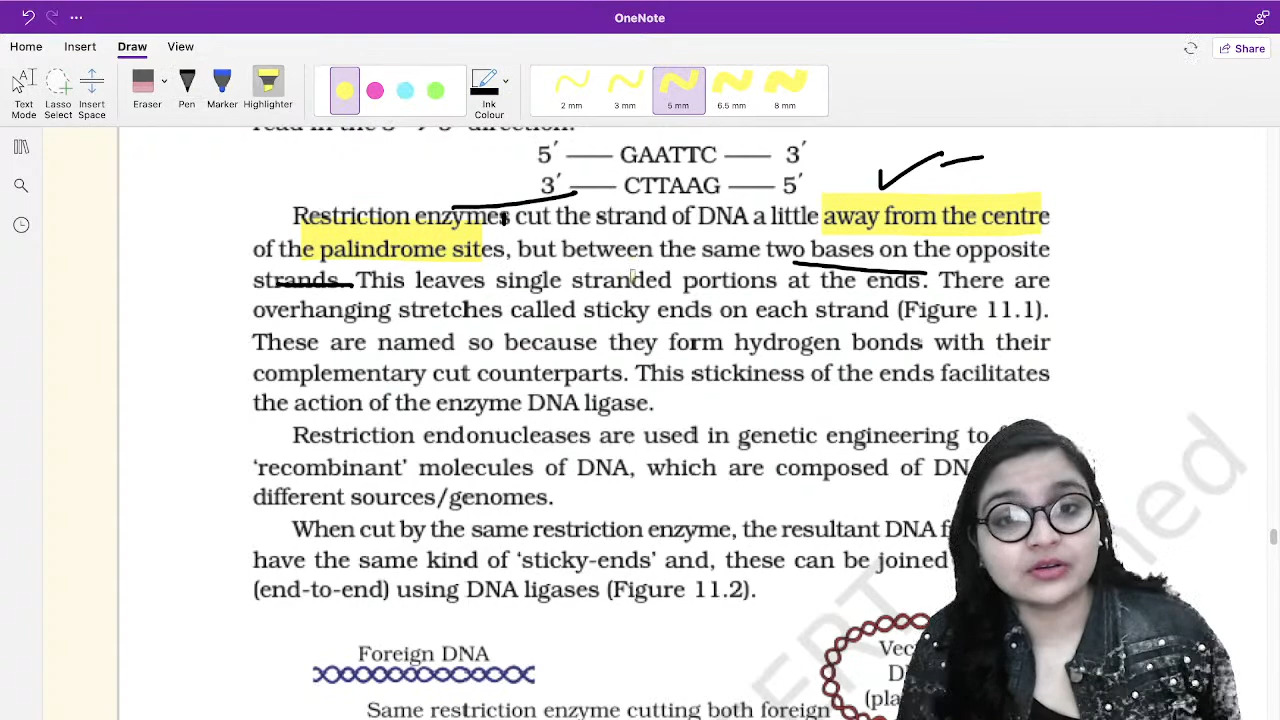 OneNote
Home Insert Draw View
Share
Text Mode
Lasso Select
Insert Space
Eraser
Pen
Marker
Highlighter
Ink Colour
2 mm
3 mm
5 mm
6.5 mm
8 mm
5′ —— GAATTC —— 3′
3′ —— CTTAAG —— 5′
Restriction enzymes cut the strand of DNA a little away from the centre
of the palindrome sites, but between the same two bases on the opposite
strands. This leaves single stranded portions at the ends. There are
overhanging stretches called sticky ends on each strand (Figure 11.1).
These are named so because they form hydrogen bonds with their
complementary cut counterparts. This stickiness of the ends facilitates
the action of the enzyme DNA ligase.
Restriction endonucleases are used in genetic engineering to
‘recombinant’ molecules of DNA, which are composed of
different sources/genomes.
When cut by the same restriction enzyme, the resultant DNA
have the same kind of ‘sticky-ends’ and, these can be joined
(end-to-end) using DNA ligases (Figure 11.2).
Foreign DNA
Same restriction enzyme cutting both foreign